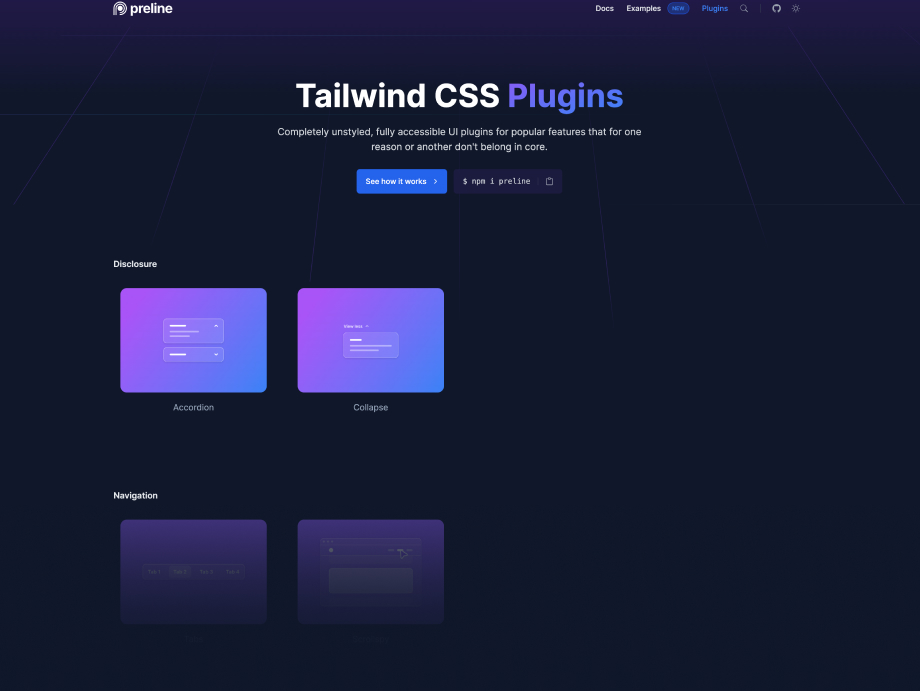 preline
Docs Examples NEW Plugins
Tailwind CSS Plugins
Completely unstyled, fully accessible UI plugins for popular features that for one
reason or another don't belong in core.
See how it works
$ npm i preline
Disclosure
View less
Accordion
Collapse
Navigation
Tab 1 Tab 2 Tab 3 Tab 4